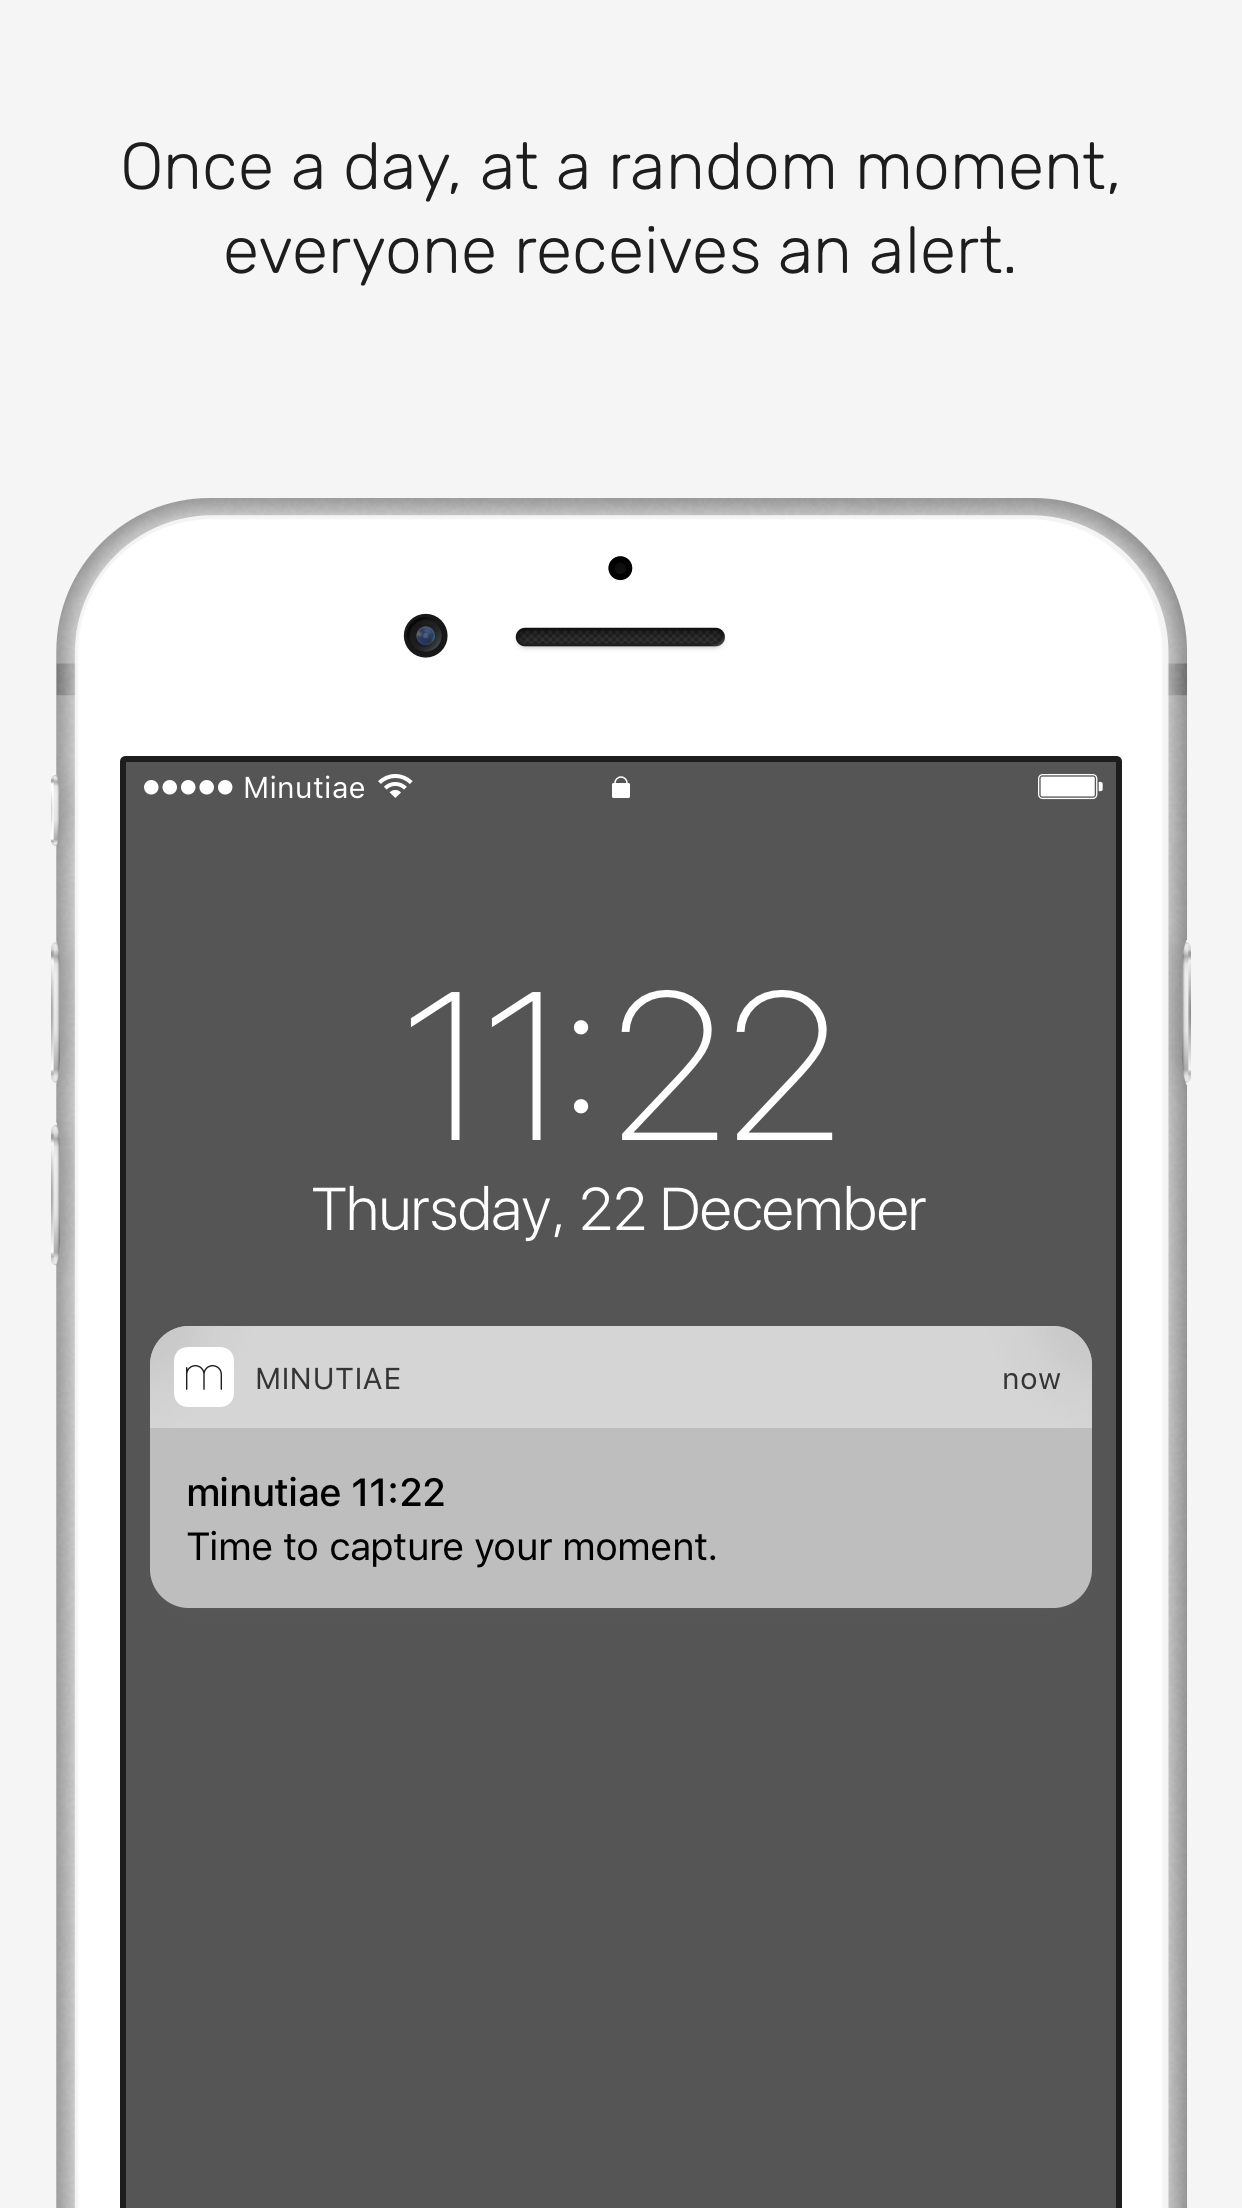 Once a day, at a random moment,
everyone receives an alert.
Minutiae
11:22
Thursday, 22 December
m MINUTIAE now
minutiae 11:22
Time to capture your moment.